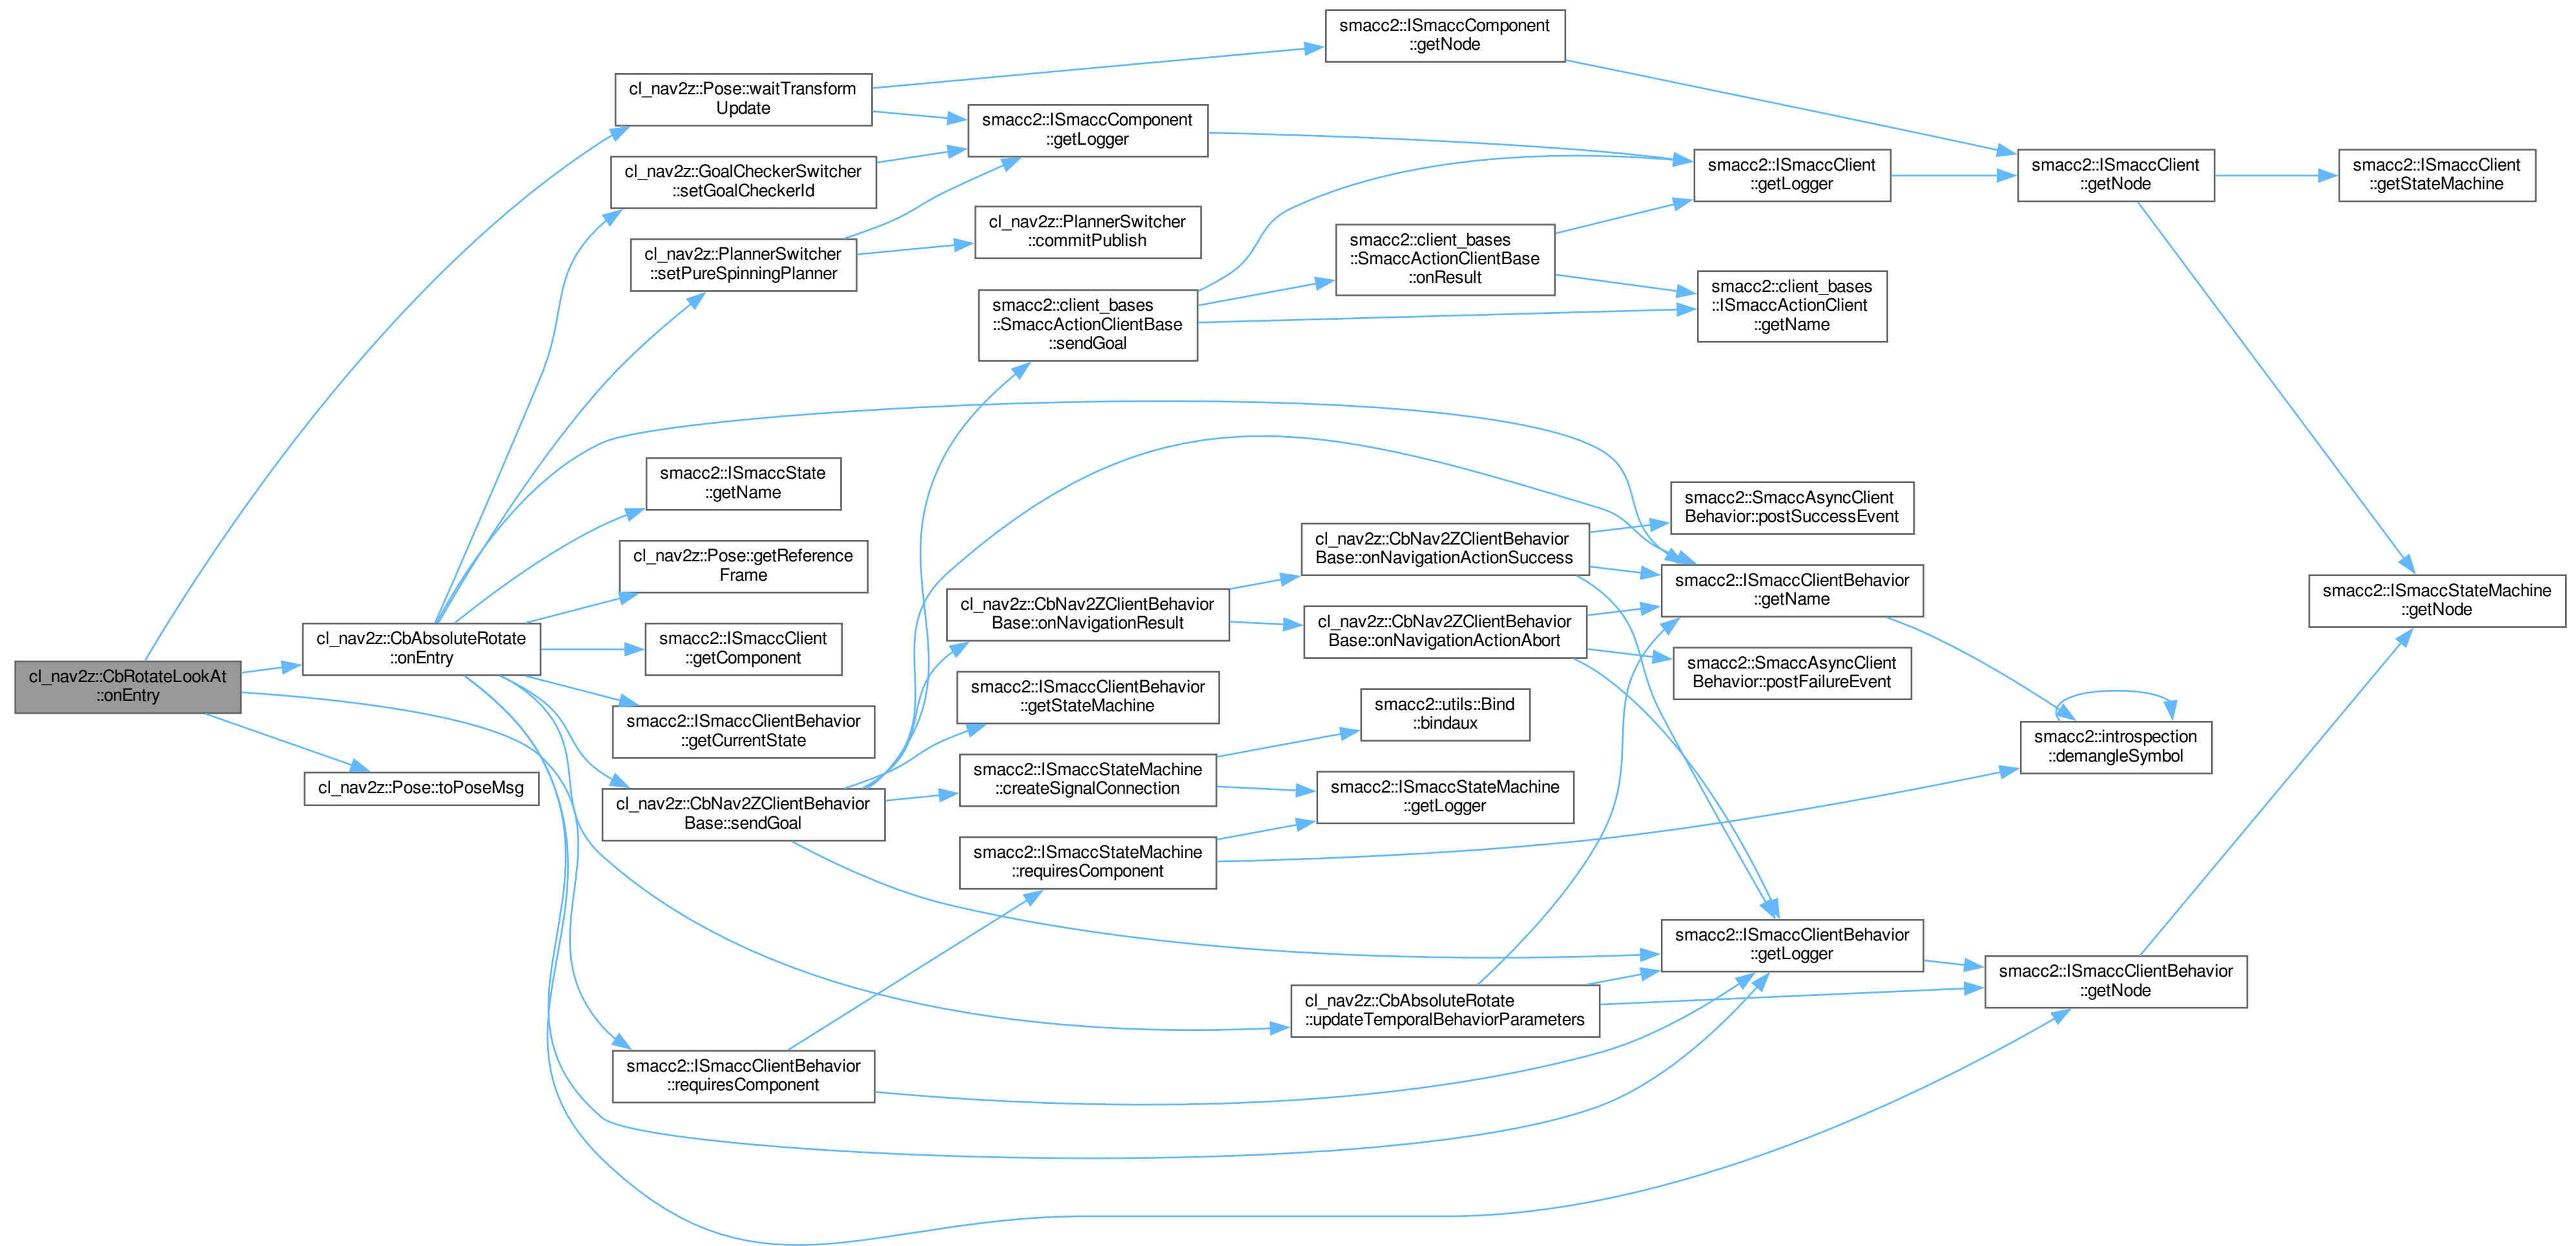 cl_nav2z::CbRotateLookAt
::onEntry
cl_nav2z::Pose::waitTransform
Update
cl_nav2z::GoalCheckerSwitcher
::setGoalCheckerId
cl_nav2z::PlannerSwitcher
::setPureSpinningPlanner
smacc2::ISmaccState
::getName
cl_nav2z::Pose::getReference
Frame
cl_nav2z::CbAbsoluteRotate
::onEntry
smacc2::ISmaccClient
::getComponent
smacc2::ISmaccClientBehavior
::getCurrentState
cl_nav2z::Pose::toPoseMsg
cl_nav2z::CbNav2ZClientBehavior
Base::sendGoal
smacc2::ISmaccClientBehavior
::requiresComponent
smacc2::ISmaccComponent
::getLogger
cl_nav2z::PlannerSwitcher
::commitPublish
smacc2::client_bases
::SmaccActionClientBase
::sendGoal
cl_nav2z::CbNav2ZClientBehavior
Base::onNavigationResult
smacc2::ISmaccClientBehavior
::getStateMachine
smacc2::ISmaccStateMachine
::createSignalConnection
smacc2::ISmaccStateMachine
::requiresComponent
smacc2::ISmaccComponent
::getNode
smacc2::client_bases
::SmaccActionClientBase
::onResult
cl_nav2z::CbNav2ZClientBehavior
Base::onNavigationActionSuccess
cl_nav2z::CbNav2ZClientBehavior
Base::onNavigationActionAbort
smacc2::utils::Bind
::bindaux
smacc2::ISmaccStateMachine
::getLogger
cl_nav2z::CbAbsoluteRotate
::updateTemporalBehaviorParameters
smacc2::ISmaccClient
::getLogger
smacc2::client_bases
::ISmaccActionClient
::getName
smacc2::SmaccAsyncClient
Behavior::postSuccessEvent
smacc2::ISmaccClientBehavior
::getName
smacc2::SmaccAsyncClient
Behavior::postFailureEvent
smacc2::ISmaccClientBehavior
::getLogger
smacc2::ISmaccClient
::getNode
smacc2::introspection
::demangleSymbol
smacc2::ISmaccClientBehavior
::getNode
smacc2::ISmaccClient
::getStateMachine
smacc2::ISmaccStateMachine
::getNode